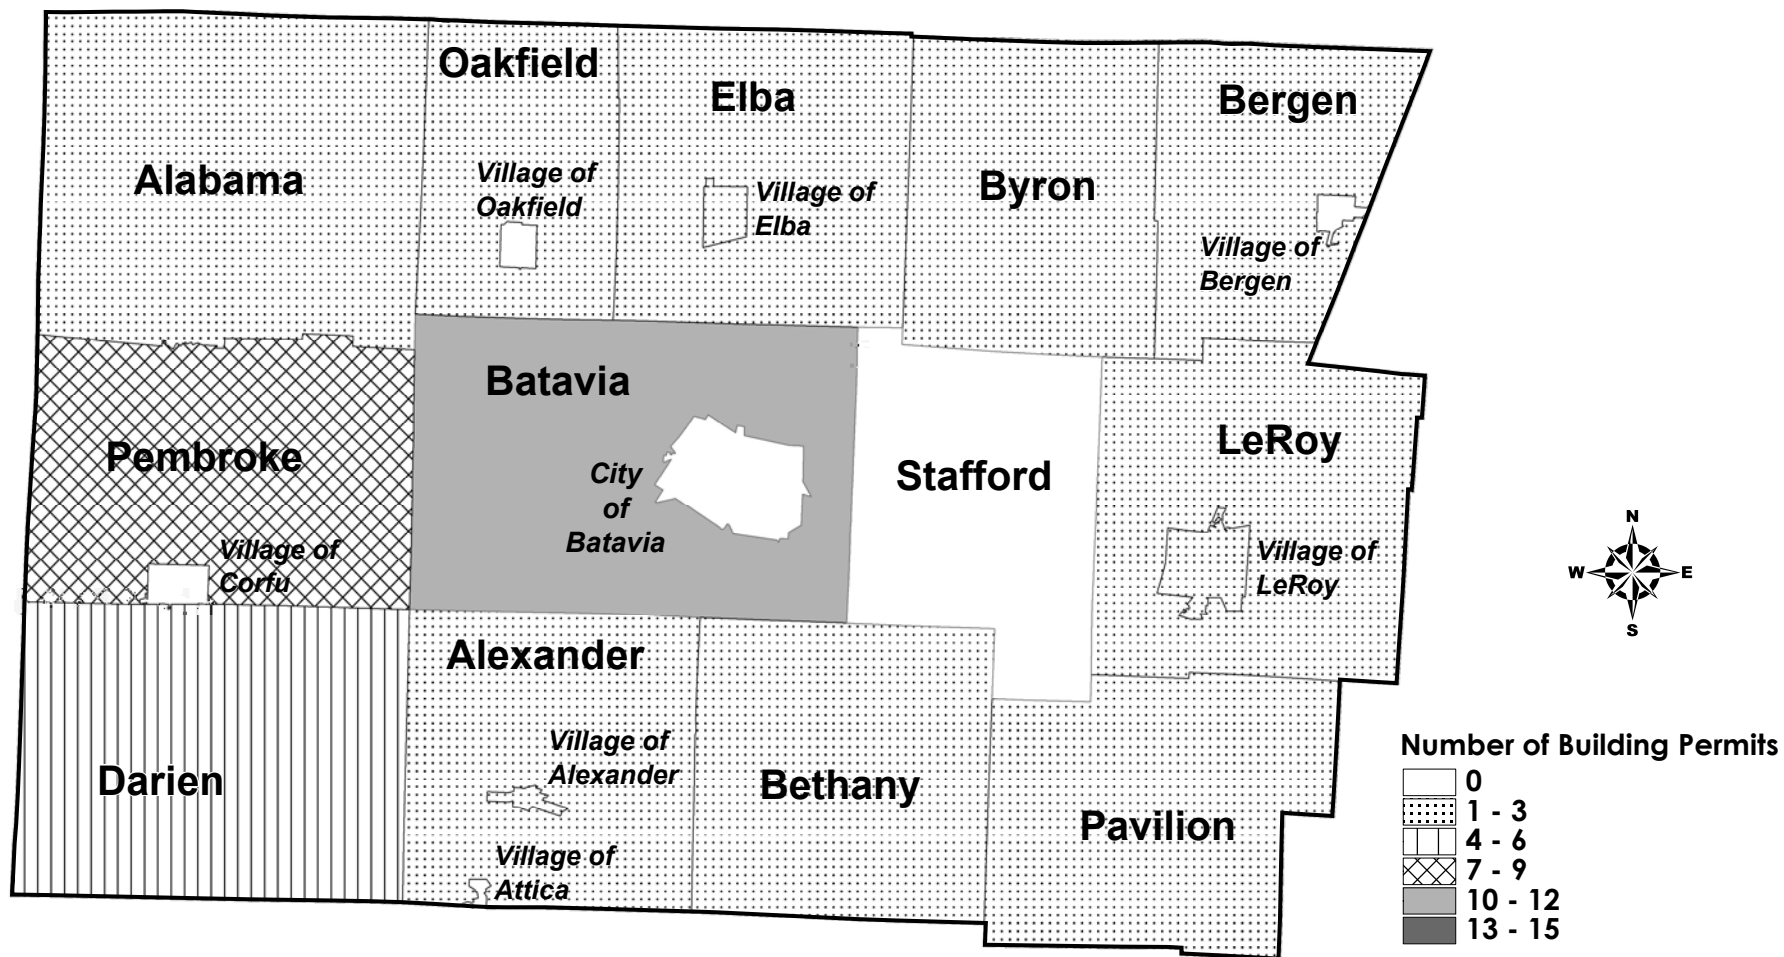 Oakfield
Elba
Bergen
Alabama
Village of
Oakfield
Village of
Elba
Byron
Village of
Bergen
Batavia
Pembroke
City
of
Batavia
Stafford
LeRoy
Village of
Corfu
Village of
LeRoy
N
W
E
S
Alexander
Village of
Alexander
Darien
Bethany
Village of
Attica
Pavilion
Number of Building Permits
0
1 - 3
4 - 6
7 - 9
10 - 12
13 - 15